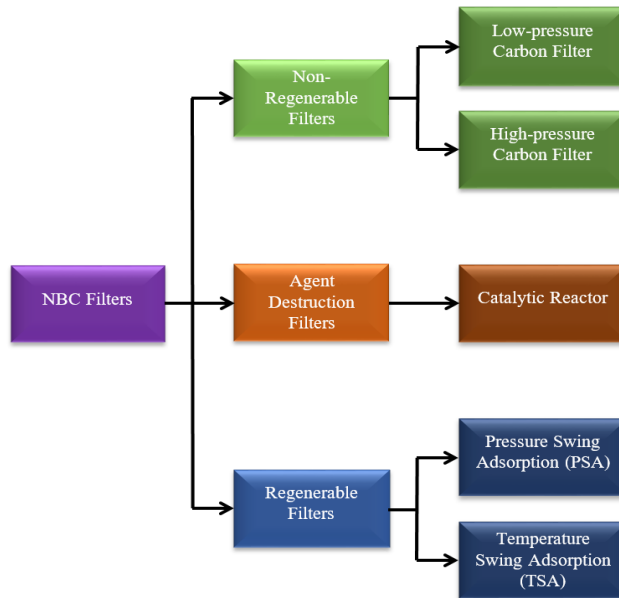 Low-pressure
Carbon Filter
Non-
Regenerable
Filters
High-pressure
Carbon Filter
NBC Filters
Agent
Destruction
Filters
Catalytic Reactor
Pressure Swing
Adsorption (PSA)
Regenerable
Filters
Temperature
Swing Adsorption
(TSA)